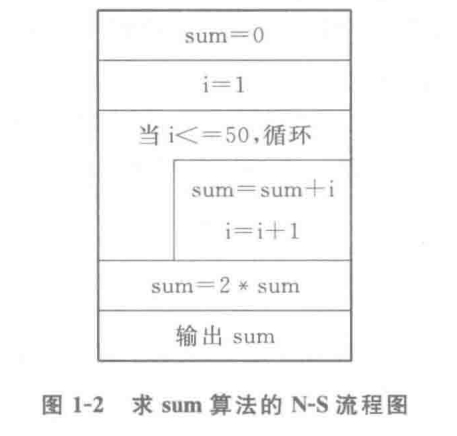 sum=0
i=1
当 i<=50,循环
sum=sum+i
i=i+1
sum=2 * sum
输出 sum
图 1-2 求 sum 算法的 N-S 流程图